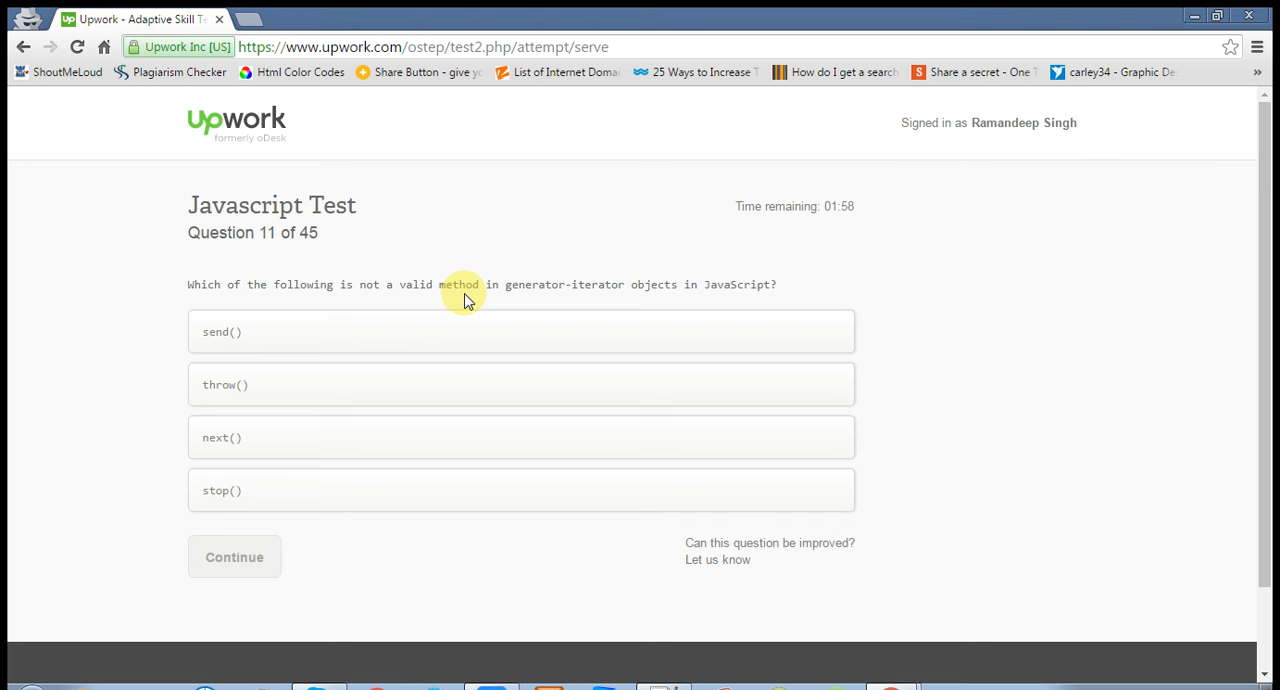 Upwork - Adaptive Skill Te
Upwork Inc [US] https://www.upwork.com/ostep/test2.php/attempt/serve
ShoutMeLoud Plagiarism Checker Html Color Codes Share Button - give yo List of Internet Domai 25 Ways to Increase T How do I get a search Share a secret - One T carley34 - Graphic De
upwork
formerly oDesk
Signed in as Ramandeep Singh
Javascript Test
Time remaining: 01:58
Question 11 of 45
Which of the following is not a valid method in generator-iterator objects in JavaScript?
send()
throw()
next()
stop()
Continue
Can this question be improved?
Let us know